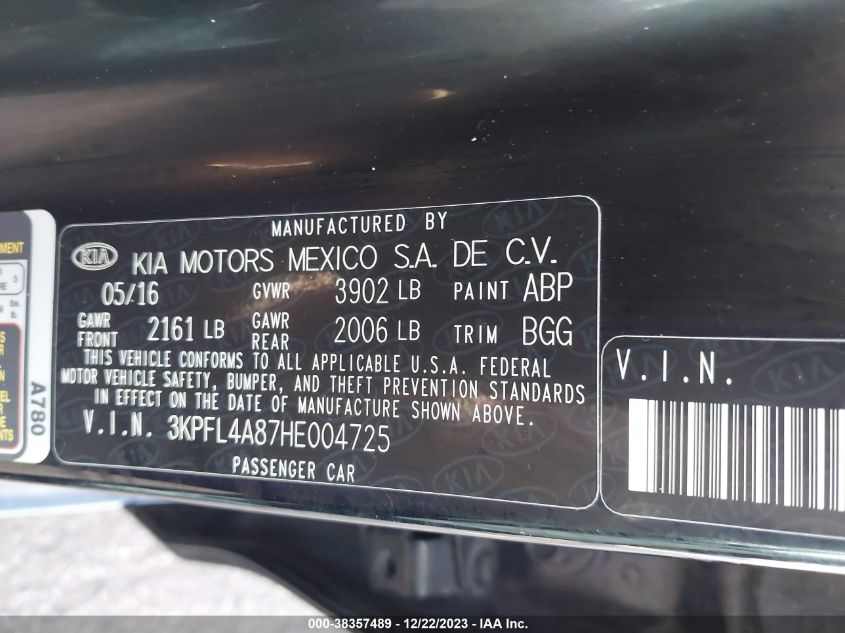 MANUFACTURED BY
KIA KIA MOTORS MEXICO S.A. DE C.V.
05/16 GVWR 3902 LB PAINT ABP
GAWR FRONT 2161 LB GAWR REAR 2006 LB TRIM BGG
THIS VEHICLE CONFORMS TO ALL APPLICABLE U.S.A. FEDERAL
MOTOR VEHICLE SAFETY, BUMPER, AND THEFT PREVENTION STANDARDS
IN EFFECT ON THE DATE OF MANUFACTURE SHOWN ABOVE.
V.I.N. 3KPFL4A87HE004725
PASSENGER CAR
V.I.N.
A780
000-38357489 - 12/22/2023 - IAA Inc.